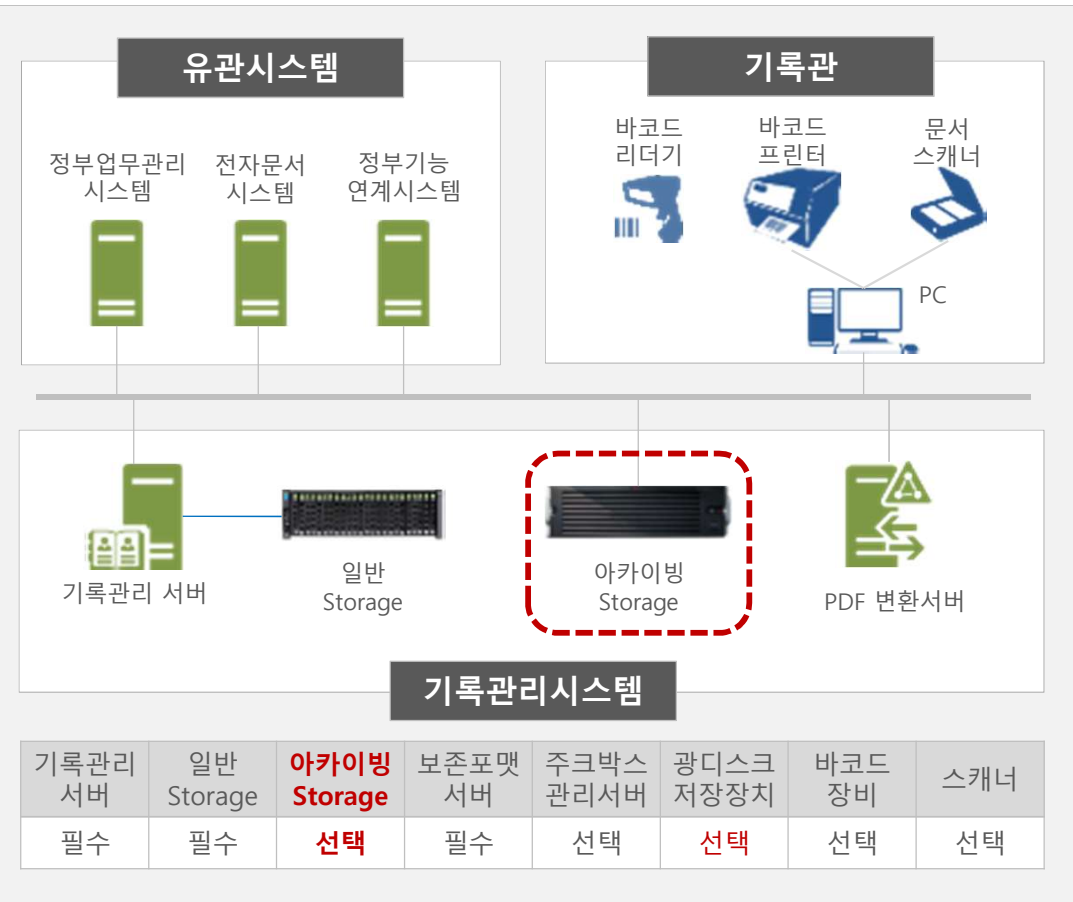 유관시스템
기록관
정부업무관리
시스템
전자문서
시스템
정부기능
연계시스템
바코드
리더기
바코드
프린터
문서
스캐너
PC
기록관리 서버
일반
Storage
아카이빙
Storage
PDF 변환서버
기록관리시스템
기록관리
서버
일반
Storage
아카이빙
Storage
보존포맷
서버
주크박스
관리서버
광디스크
저장장치
바코드
장비
스캐너
필수
필수
선택
필수
선택
선택
선택
선택